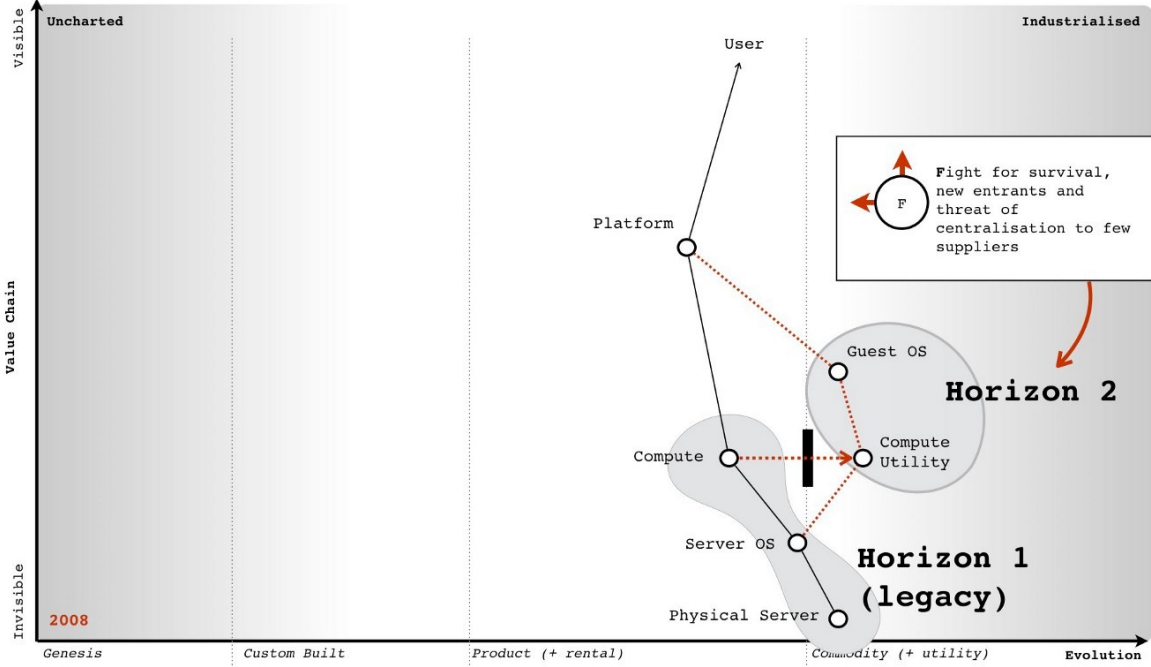 Uncharted
Industrialised
Visible
User
F
Fight for survival,
new entrants and
threat of
centralisation to few
suppliers
Platform
Value Chain
Guest OS
Horizon 2
Compute
Compute
Utility
Server OS
Horizon 1
(legacy)
Physical Server
Invisible
2008
Genesis
Custom Built
Product (+ rental)
Commodity (+ utility)
Evolution